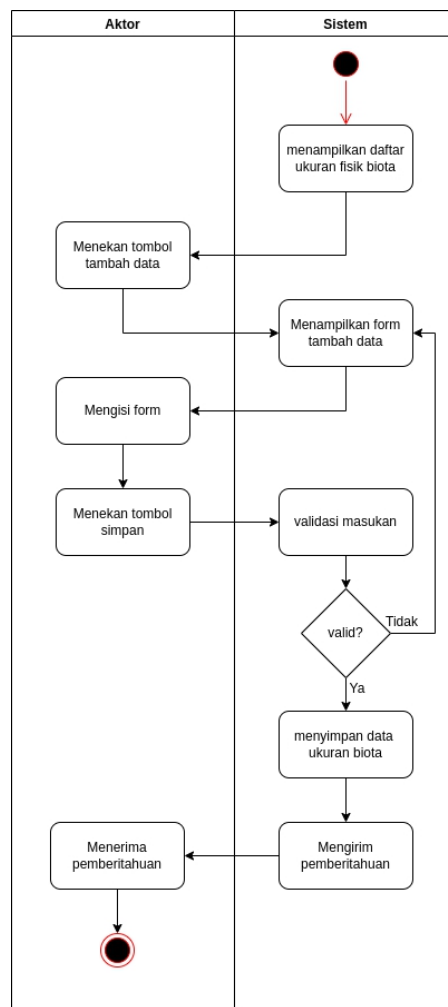 Aktor
Sistem
menampilkan daftar
ukuran fisik biota
Menekan tombol
tambah data
Menampilkan form
tambah data
Mengisi form
Menekan tombol
simpan
validasi masukan
valid?
Tidak
Ya
menyimpan data
ukuran biota
Mengirim
pemberitahuan
Menerima
pemberitahuan